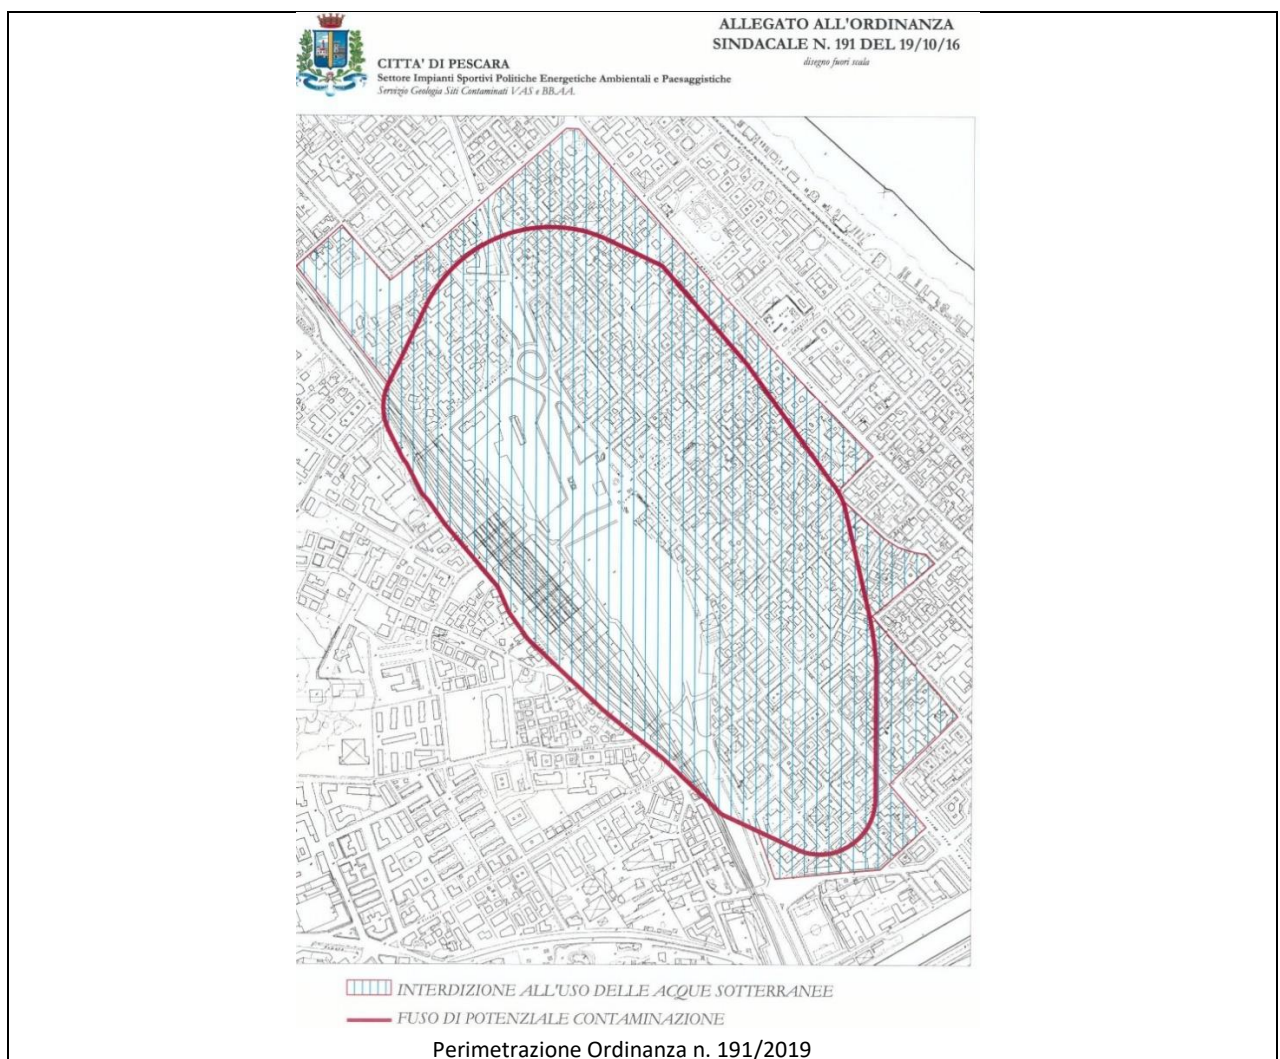 ALLEGATO ALL'ORDINANZA
SINDACALE N. 191 DEL 19/10/16
disegno fuori scala
CITTA' DI PESCARA
Settore Impianti Sportivi Politiche Energetiche Ambientali e Paesaggistiche
Servizio Geologia Siti Contaminati VAS e BB.AA.
INTERDIZIONE ALL'USO DELLE ACQUE SOTTERRANEE
FUSO DI POTENZIALE CONTAMINAZIONE
Perimetrazione Ordinanza n. 191/2019